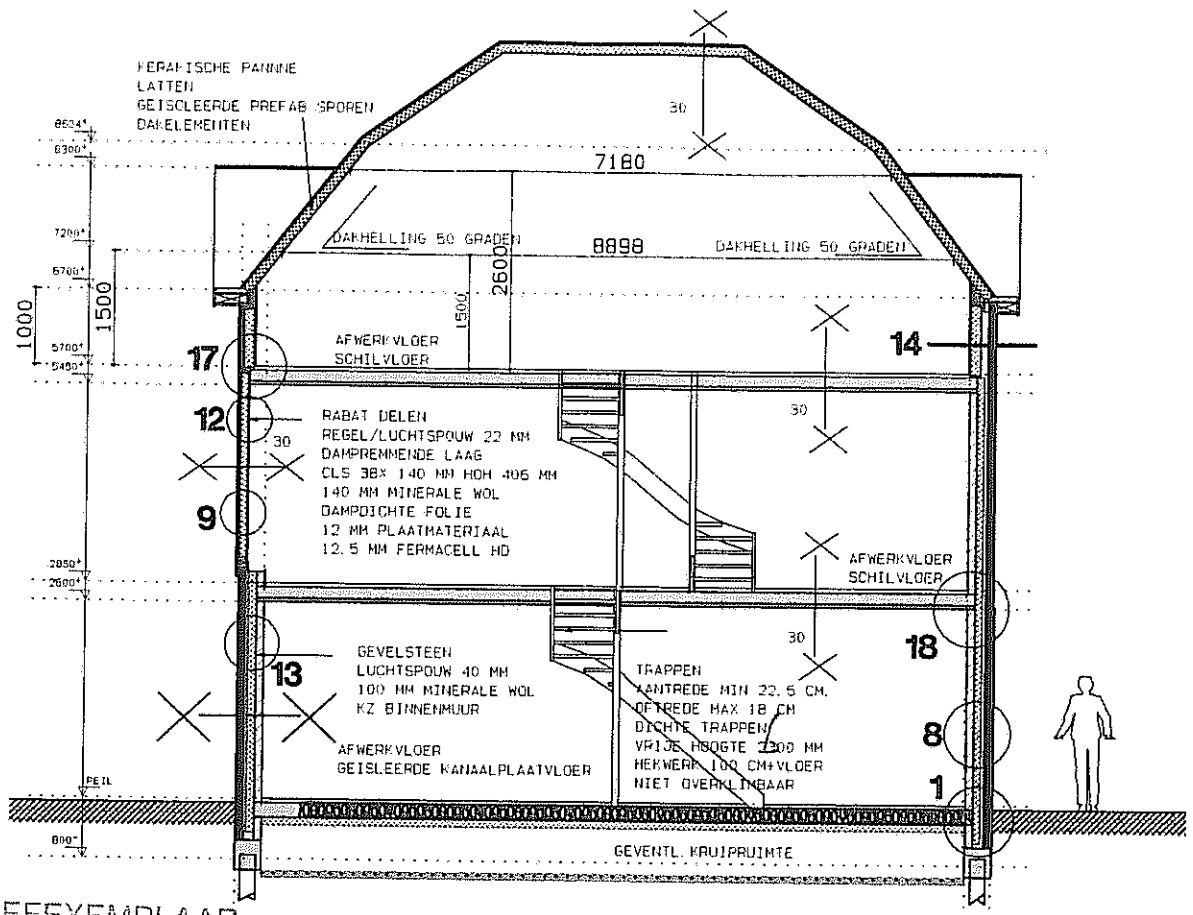 KERAMISCHE PANNNE
LATTEN
GEISOLEERDE PREFAB SPOREN
DAKELEMENTEN
30
8524+
8300+
7180
7200+
DAKHELLING 50 GRADEN
8898
DAKHELLING 50 GRADEN
6700+
2600
1500
1500
1000
5700+
5450+
17
AFWERKVLOER
SCHILVLOER
14
12
30
RABAT DELEN
REGEL/LUCHTSPOUW 22 MM
DAMPREMMENDE LAAG
CLS 38X 140 MM HOH 406 MM
140 MM MINERALE WOL
DAMPDICHTE FOLIE
12 MM PLAATMATERIAAL
12.5 MM FERMACELL HD
30
9
AFWERKVLOER
SCHILVLOER
2850+
2600+
18
30
13
GEVELSTEEN
LUCHTSPOUW 40 MM
100 MM MINERALE WOL
KZ BINNENMUUR
TRAPPEN
AANTREDE MIN 22.5 CM.
OPTREDE MAX 18 CM
DICHTE TRAPPEN
VRIJE HOOGTE 2300 MM
HEKWERK 100 CM+VLOER
NIET OVERKLIMBAAR
8
AFWERKVLOER
GEISLEERDE KANAALPLAATVLOER
PEIL
1
800-
GEVENTL. KRUIPRUIMTE